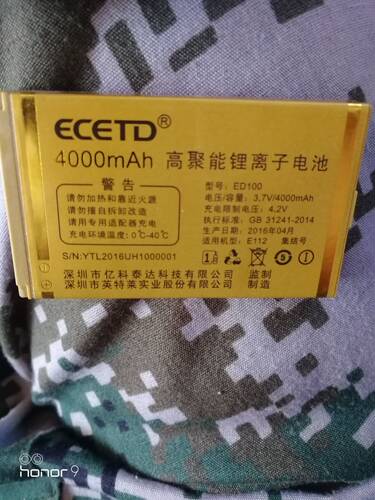 ECETD®
4000mAh 高聚能锂离子电池
警告
请勿加热和靠近火源
请勿擅自拆卸改造
请用专用适配器充电
充电环境温度：0℃-40℃
S/N:YTL2016UH1000001
型号：ED100
电压/容量：3.7V/4000mAh
充电限制电压：4.2V
执行标准：GB 31241-2014
生产日期：2016年04月
适用机型：E112 集结号
深圳市亿科泰达科技有限公司 监制
深圳市英特莱实业股份有限公司 制造
honor 9